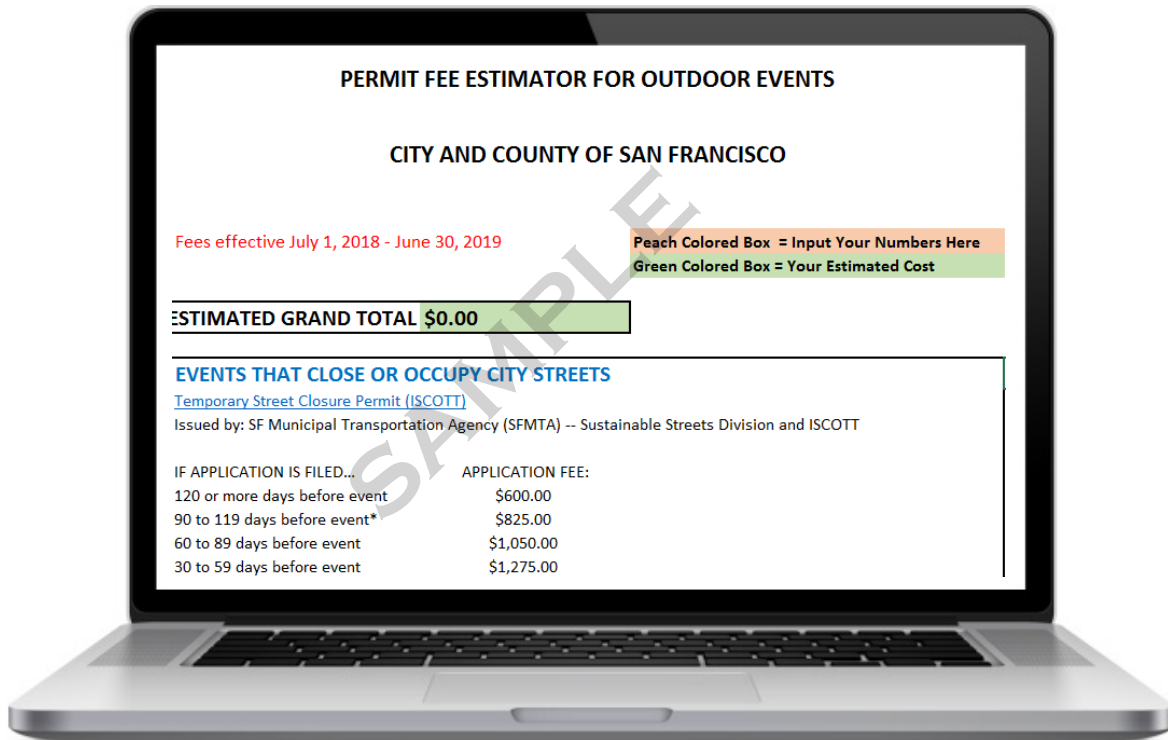 PERMIT FEE ESTIMATOR FOR OUTDOOR EVENTS
CITY AND COUNTY OF SAN FRANCISCO
Fees effective July 1, 2018 - June 30, 2019
Peach Colored Box = Input Your Numbers Here
Green Colored Box = Your Estimated Cost
ESTIMATED GRAND TOTAL $0.00
EVENTS THAT CLOSE OR OCCUPY CITY STREETS
Temporary Street Closure Permit (ISCOTT)
Issued by: SF Municipal Transportation Agency (SFMTA) -- Sustainable Streets Division and ISCOTT
IF APPLICATION IS FILED... APPLICATION FEE:
120 or more days before event $600.00
90 to 119 days before event* $825.00
60 to 89 days before event $1,050.00
30 to 59 days before event $1,275.00
SAMPLE